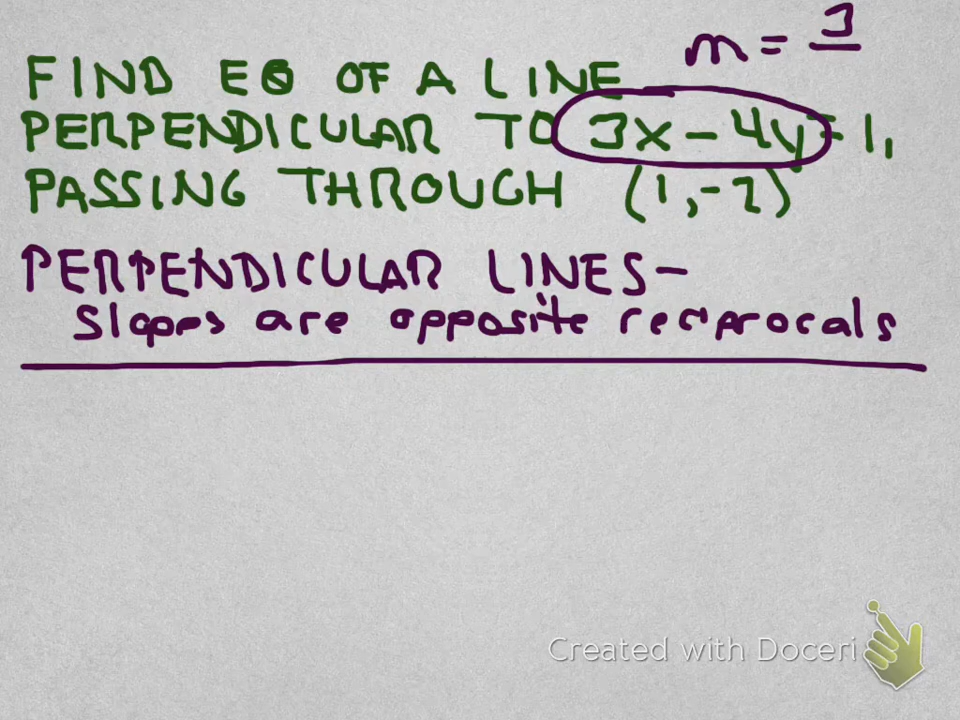 m = 3
FIND EQ OF A LINE
PERPENDICULAR TO 3x - 4y = 1,
PASSING THROUGH (1,-2)
PERPENDICULAR LINES-
Slopes are opposite reciprocals
Created with Doceri